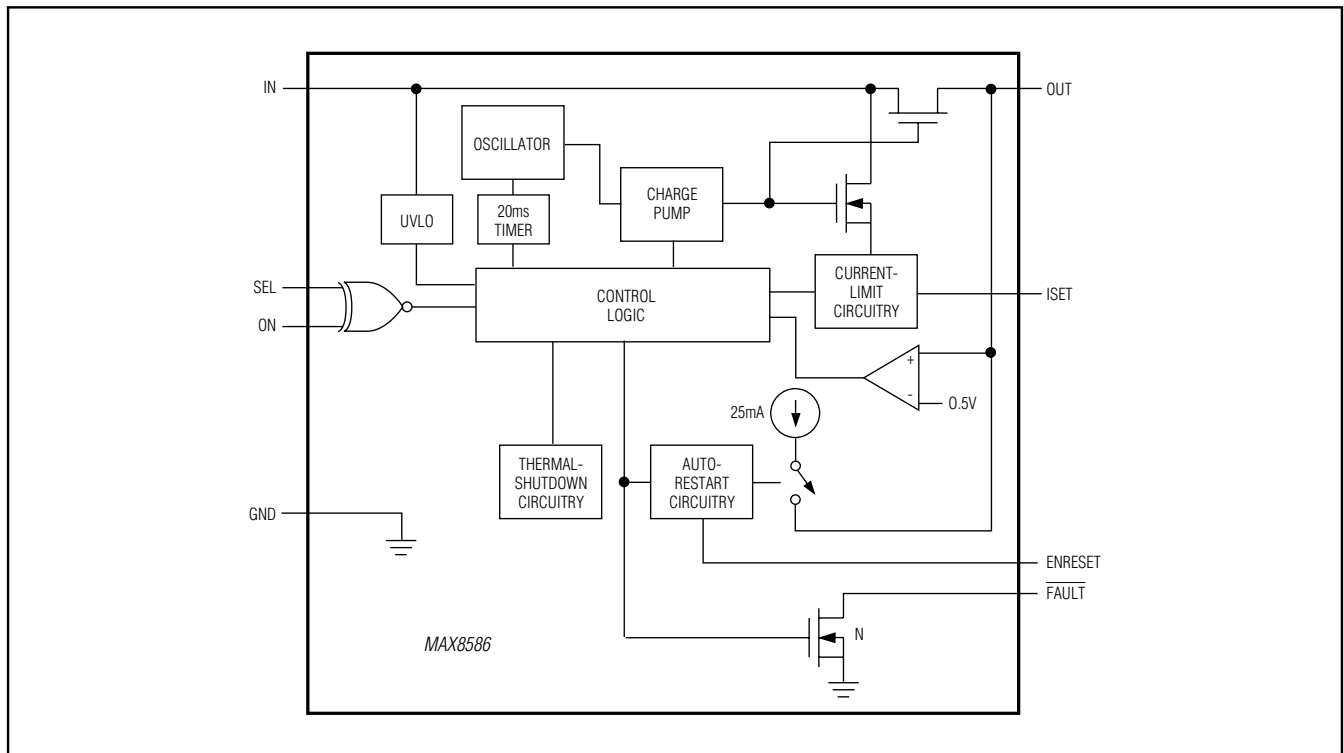 IN
OUT
OSCILLATOR
CHARGE
PUMP
UVLO
20ms
TIMER
SEL
ON
CONTROL
LOGIC
CURRENT-
LIMIT
CIRCUITRY
ISET
+
-
0.5V
25mA
THERMAL-
SHUTDOWN
CIRCUITRY
AUTO-
RESTART
CIRCUITRY
GND
ENRESET
FAULT
N
MAX8586